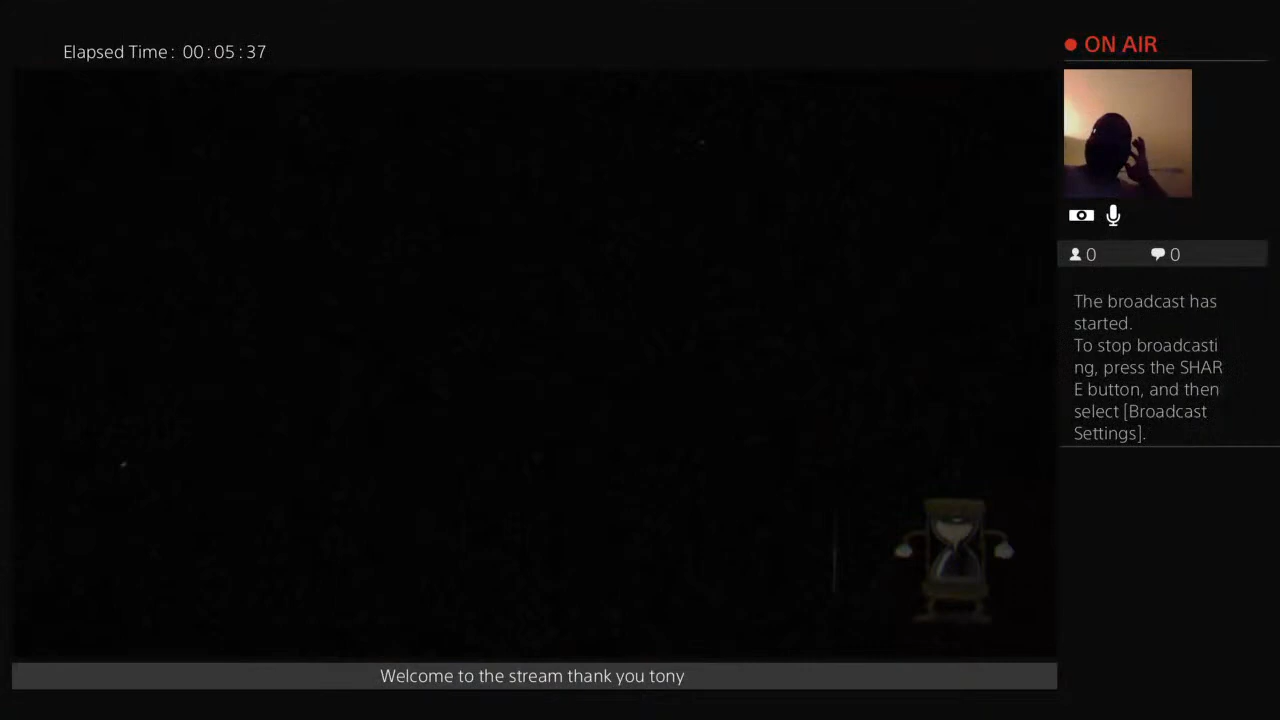 Elapsed Time: 00:05:37
ON AIR
0 0
The broadcast has
started.
To stop broadcasti
ng, press the SHAR
E button, and then
select [Broadcast
Settings].
Welcome to the stream thank you tony